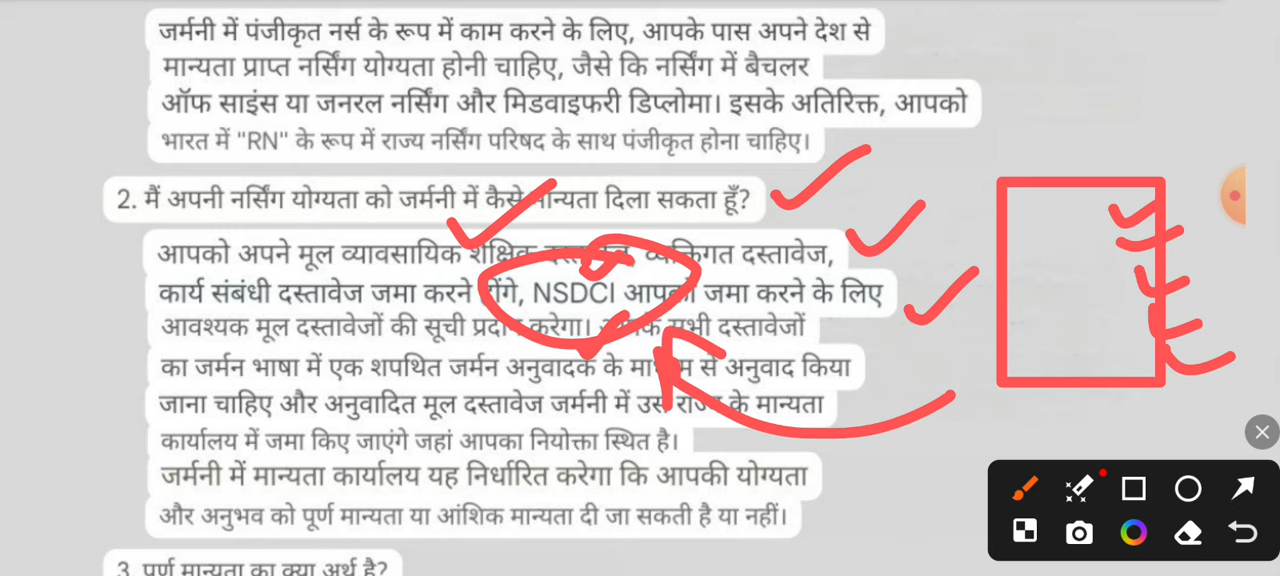 जर्मनी में पंजीकृत नर्स के रूप में काम करने के लिए, आपके पास अपने देश से
मान्यता प्राप्त नर्सिंग योग्यता होनी चाहिए, जैसे कि नर्सिंग में बैचलर
ऑफ साइंस या जनरल नर्सिंग और मिडवाइफरी डिप्लोमा। इसके अतिरिक्त, आपको
भारत में "RN" के रूप में राज्य नर्सिंग परिषद के साथ पंजीकृत होना चाहिए।
2. मैं अपनी नर्सिंग योग्यता को जर्मनी में कैसे मान्यता दिला सकता हूँ?
आपको अपने मूल व्यावसायिक शैक्षिक व्यक्तिगत दस्तावेज,
कार्य संबंधी दस्तावेज जमा करने होंगे, NSDCI आपको जमा करने के लिए
आवश्यक मूल दस्तावेजों की सूची प्रदान करेगा। आपके सभी दस्तावेजों
का जर्मन भाषा में एक शपथित जर्मन अनुवादक के माध्यम से अनुवाद किया
जाना चाहिए और अनुवादित मूल दस्तावेज जर्मनी में उस राज्य के मान्यता
कार्यालय में जमा किए जाएंगे जहां आपका नियोक्ता स्थित है।
जर्मनी में मान्यता कार्यालय यह निर्धारित करेगा कि आपकी योग्यता
और अनुभव को पूर्ण मान्यता या आंशिक मान्यता दी जा सकती है या नहीं।
3. पूर्ण मान्यता का क्या अर्थ है?